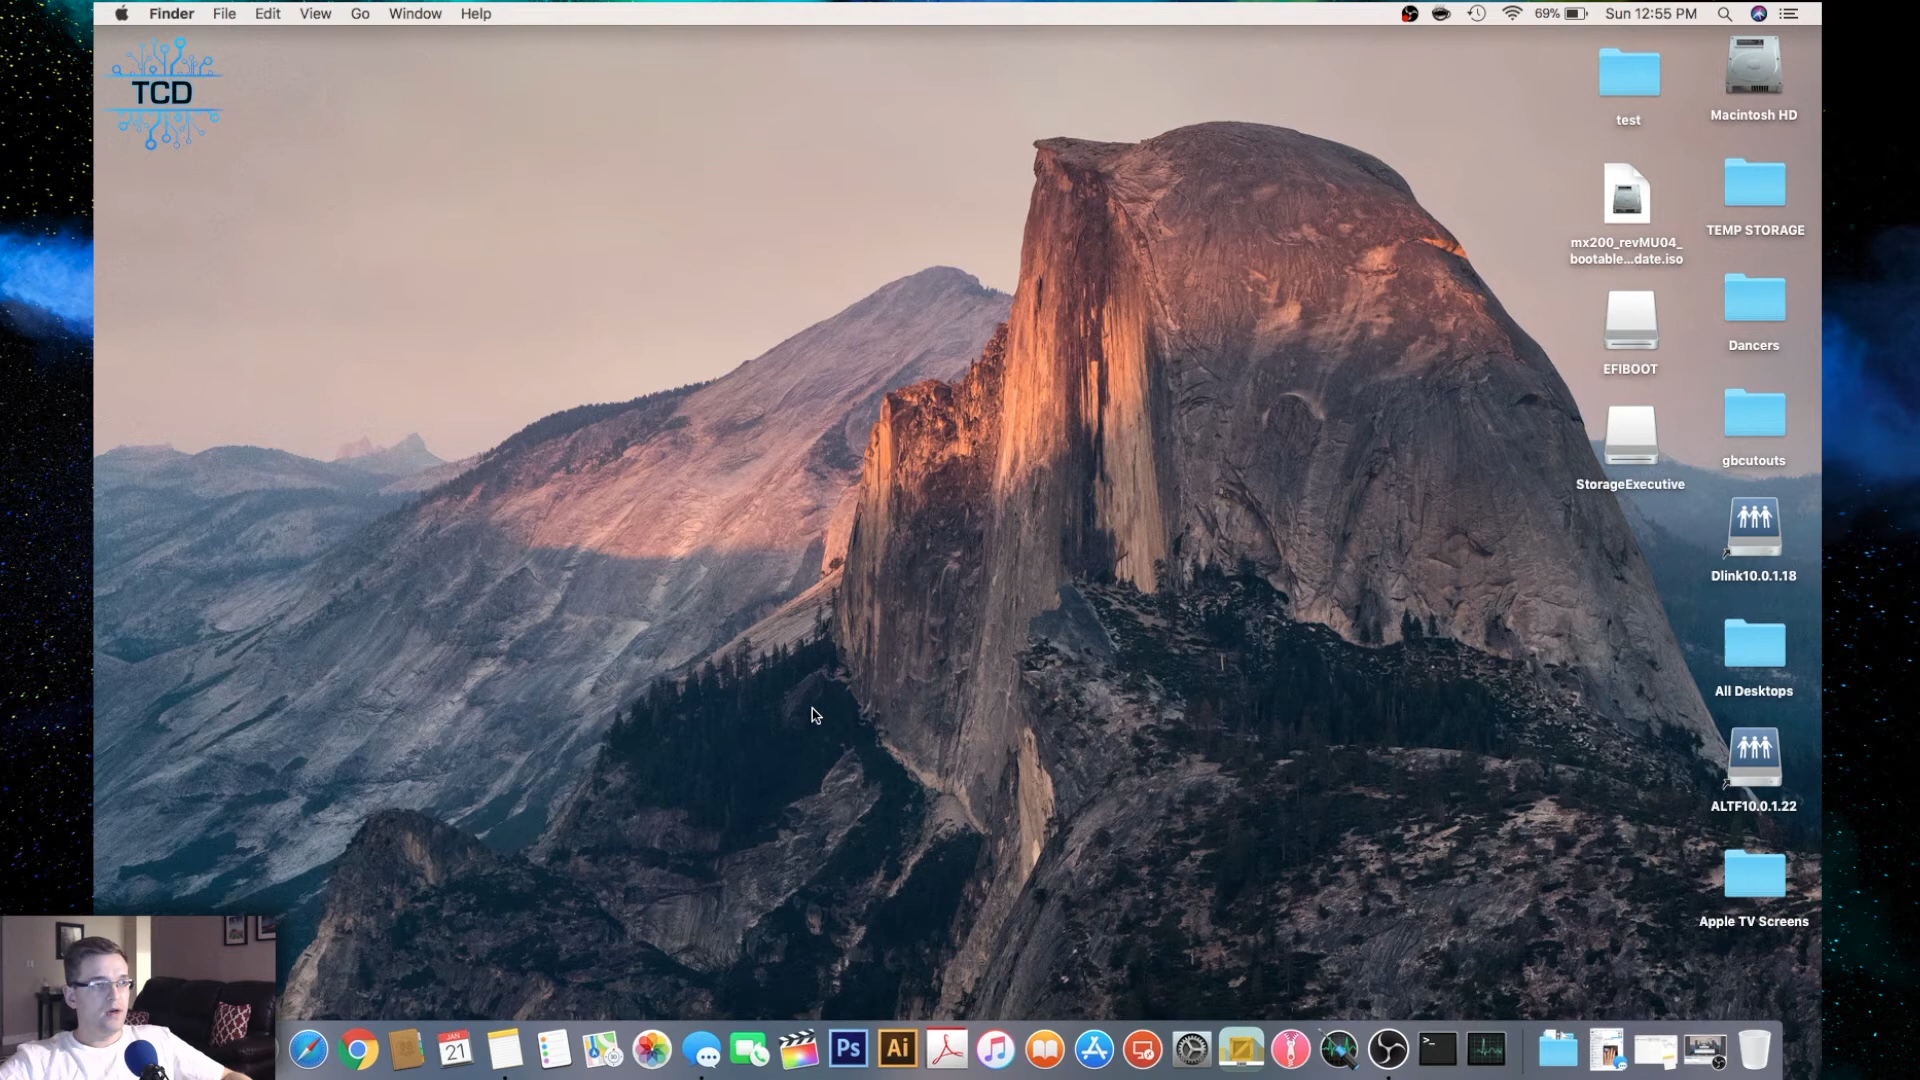 Finder File Edit View Go Window Help
69% Sun 12:55 PM
TCD
test
Macintosh HD
mx200_revMU04_
bootable...date.iso
TEMP STORAGE
EFIBOOT
Dancers
StorageExecutive
gbcutouts
Dlink10.0.1.18
All Desktops
ALTF10.0.1.22
Apple TV Screens
JAN
21
Ps
Ai